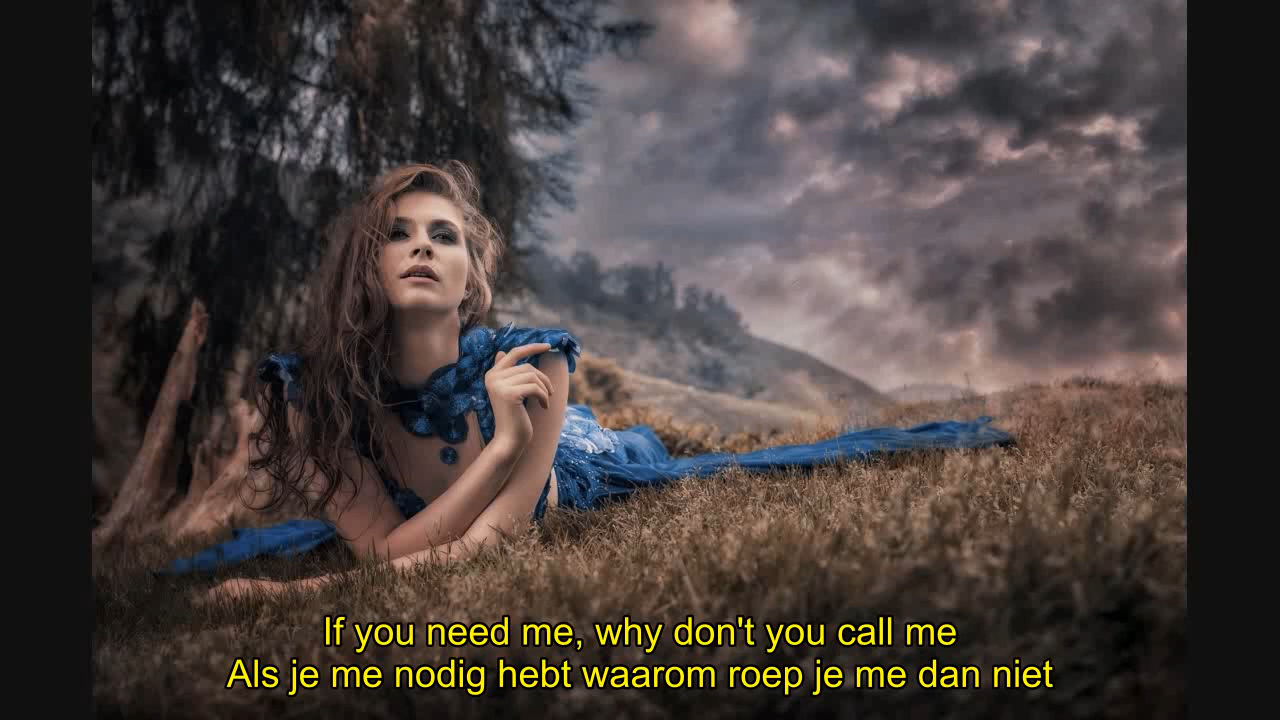 If you need me, why don't you call me
Als je me nodig hebt waarom roep je me dan niet